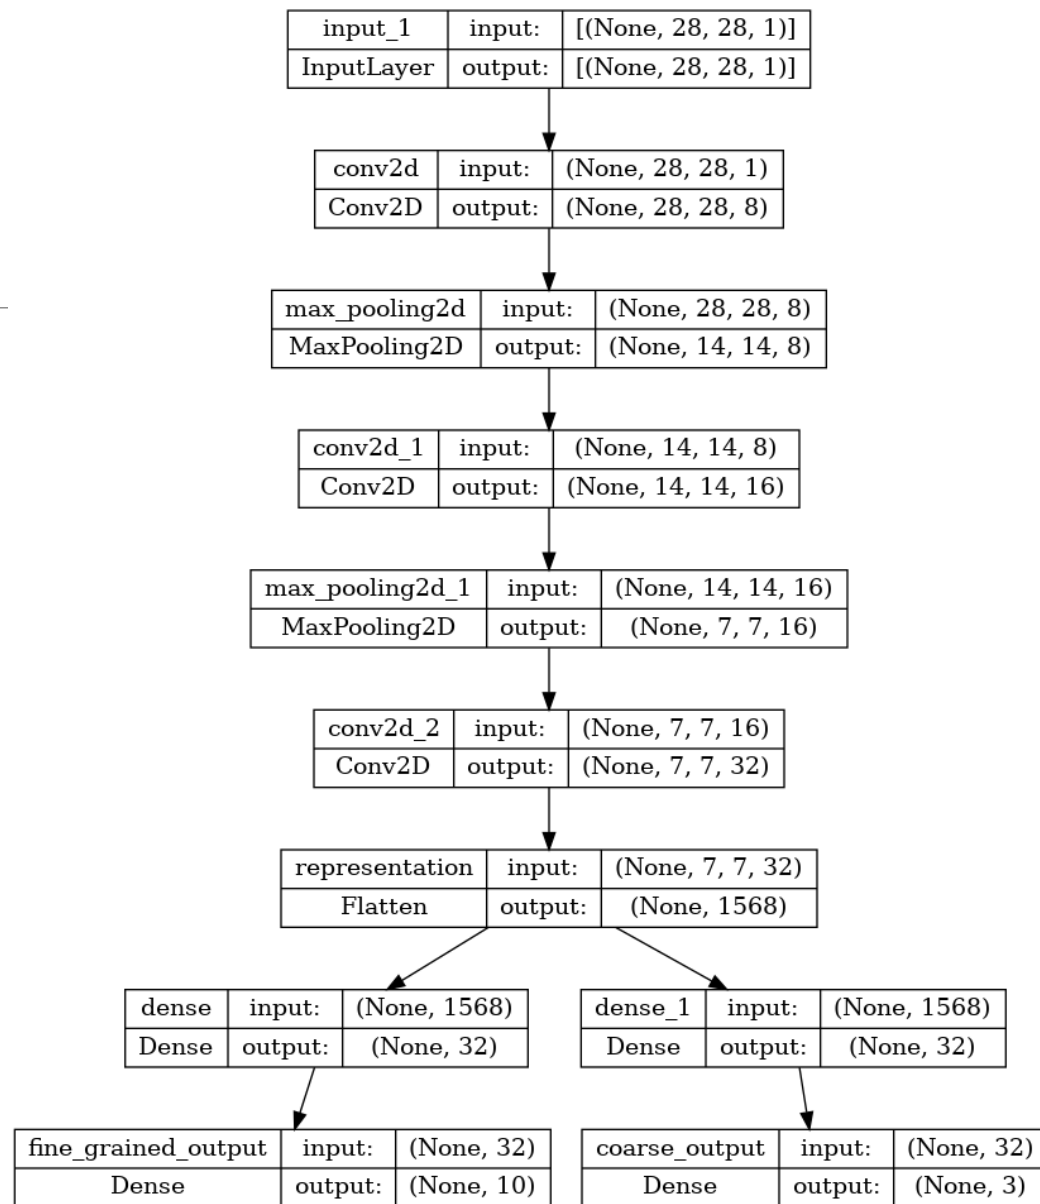 input_1 input: [(None, 28, 28, 1)]
InputLayer output: [(None, 28, 28, 1)]
conv2d input: (None, 28, 28, 1)
Conv2D output: (None, 28, 28, 8)
max_pooling2d input: (None, 28, 28, 8)
MaxPooling2D output: (None, 14, 14, 8)
conv2d_1 input: (None, 14, 14, 8)
Conv2D output: (None, 14, 14, 16)
max_pooling2d_1 input: (None, 14, 14, 16)
MaxPooling2D output: (None, 7, 7, 16)
conv2d_2 input: (None, 7, 7, 16)
Conv2D output: (None, 7, 7, 32)
representation input: (None, 7, 7, 32)
Flatten output: (None, 1568)
dense input: (None, 1568)
Dense output: (None, 32)
dense_1 input: (None, 1568)
Dense output: (None, 32)
fine_grained_output input: (None, 32)
Dense output: (None, 10)
coarse_output input: (None, 32)
Dense output: (None, 3)